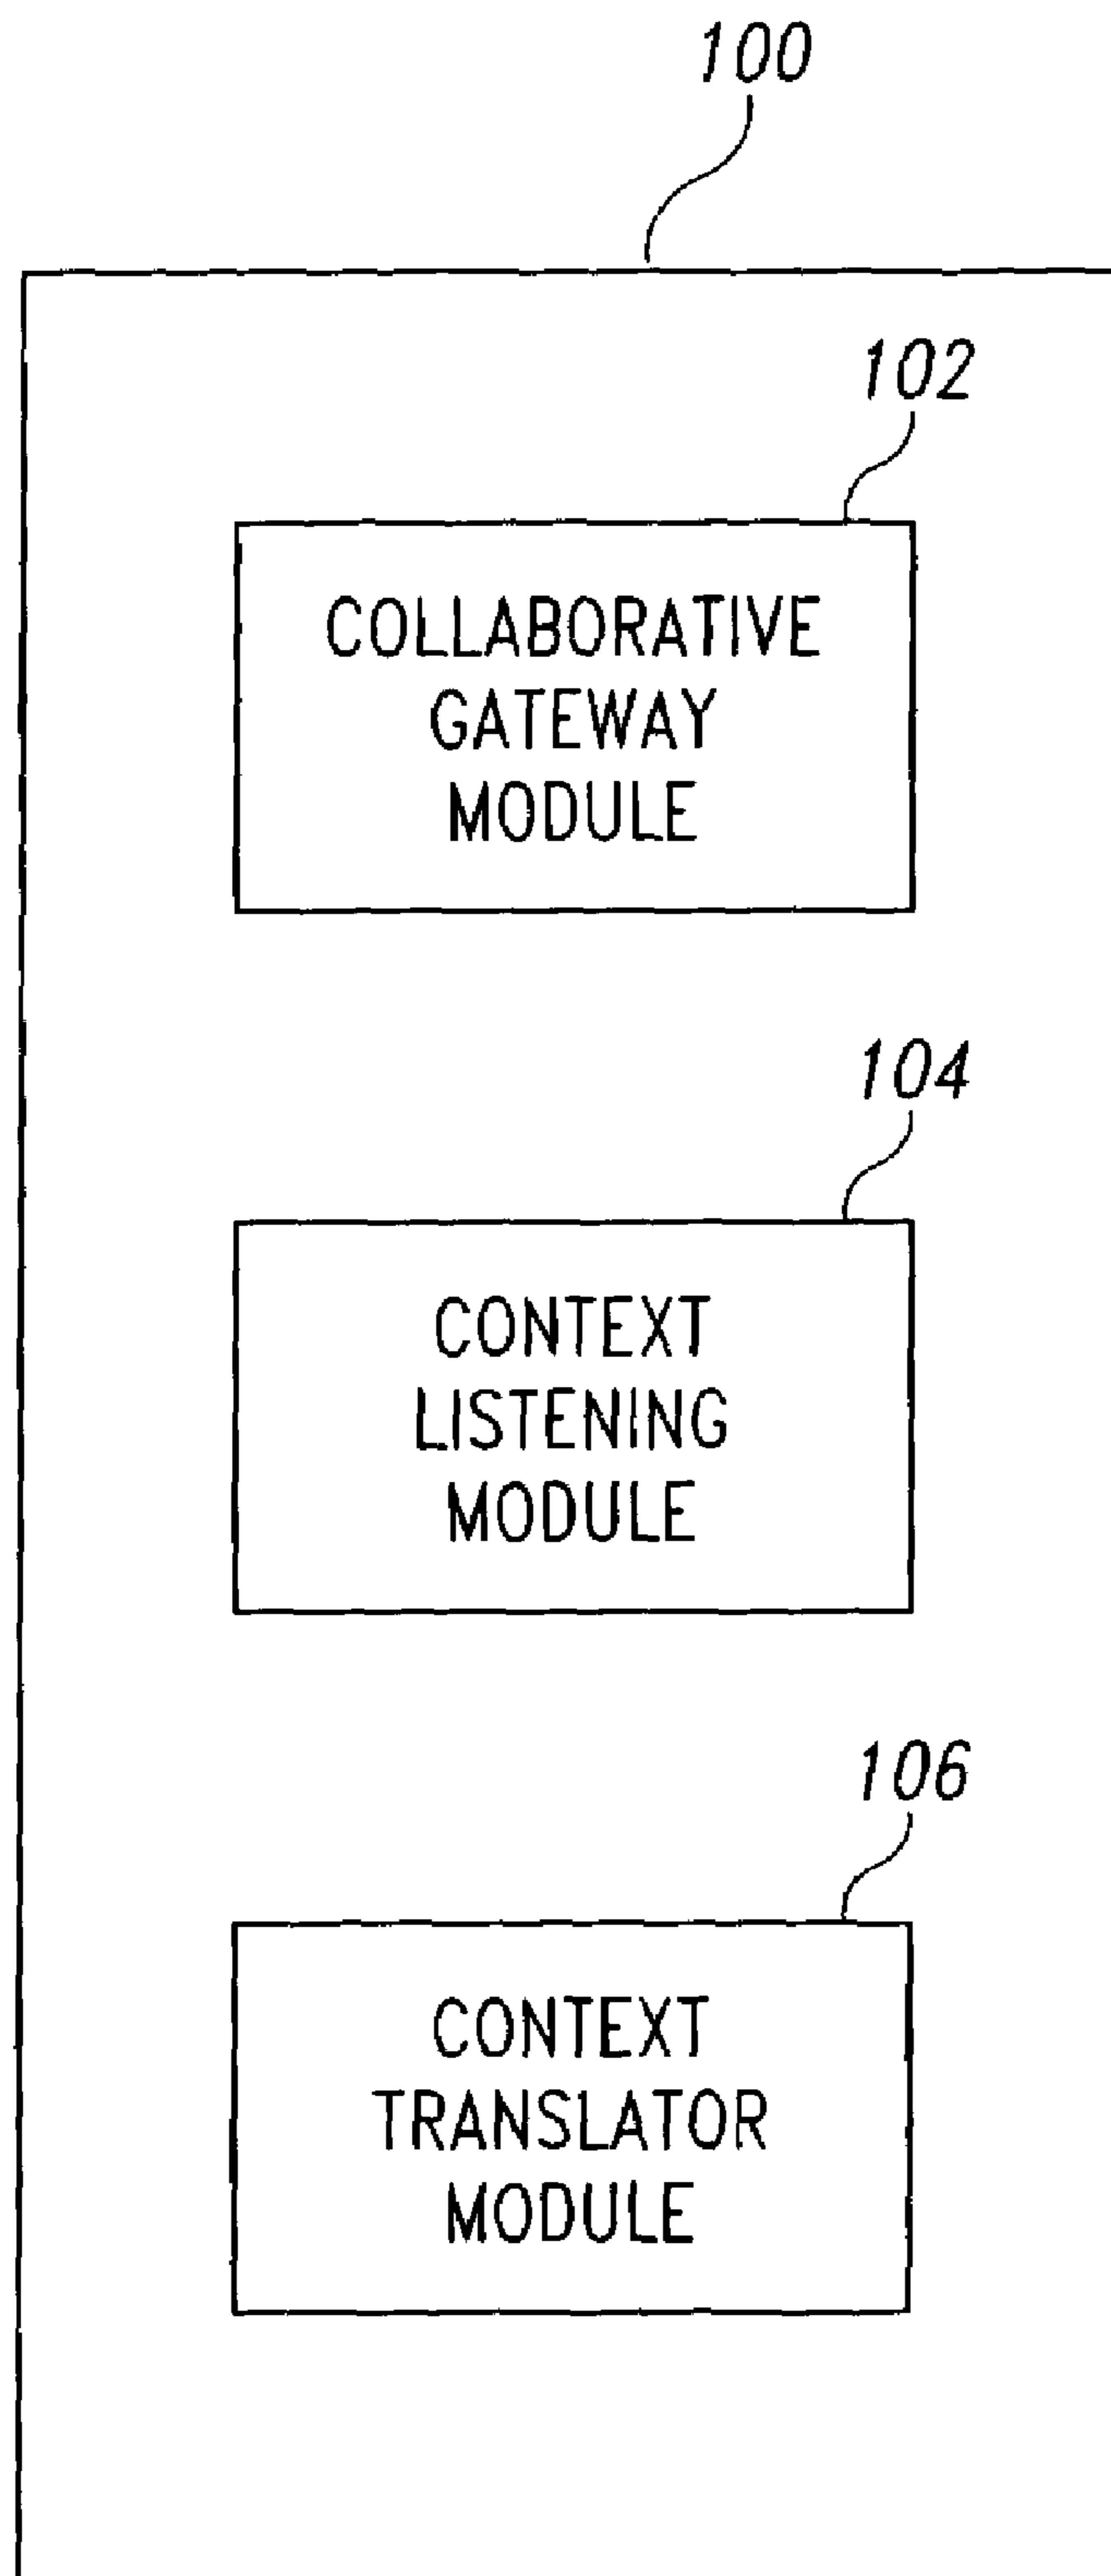 100
102
COLLABORATIVE
GATEWAY
MODULE
104
CONTEXT
LISTENING
MODULE
106
CONTEXT
TRANSLATOR
MODULE